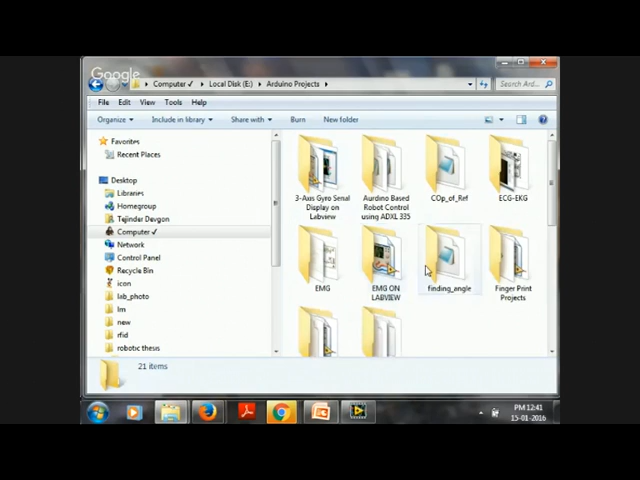 Google
Computer ✓ Local Disk (E:) Arduino Projects
Search Ard...
File Edit View Tools Help
Organize Include in library Share with Burn New folder
Favorites
Recent Places
Desktop
Libraries
Homegroup
Tejinder Devgon
Computer ✓
Network
Control Panel
Recycle Bin
icon
lab_photo
lm
new
rfid
robotic thesis
3-Axis Gyro Serial
Display on
Labview
Aurdino Based
Robot Control
using ADXL 335
COp_of_Ref
ECG-EKG
EMG
EMG ON
LABVIEW
finding_angle
Finger Print
Projects
21 items
PM 12:41
15-01-2016